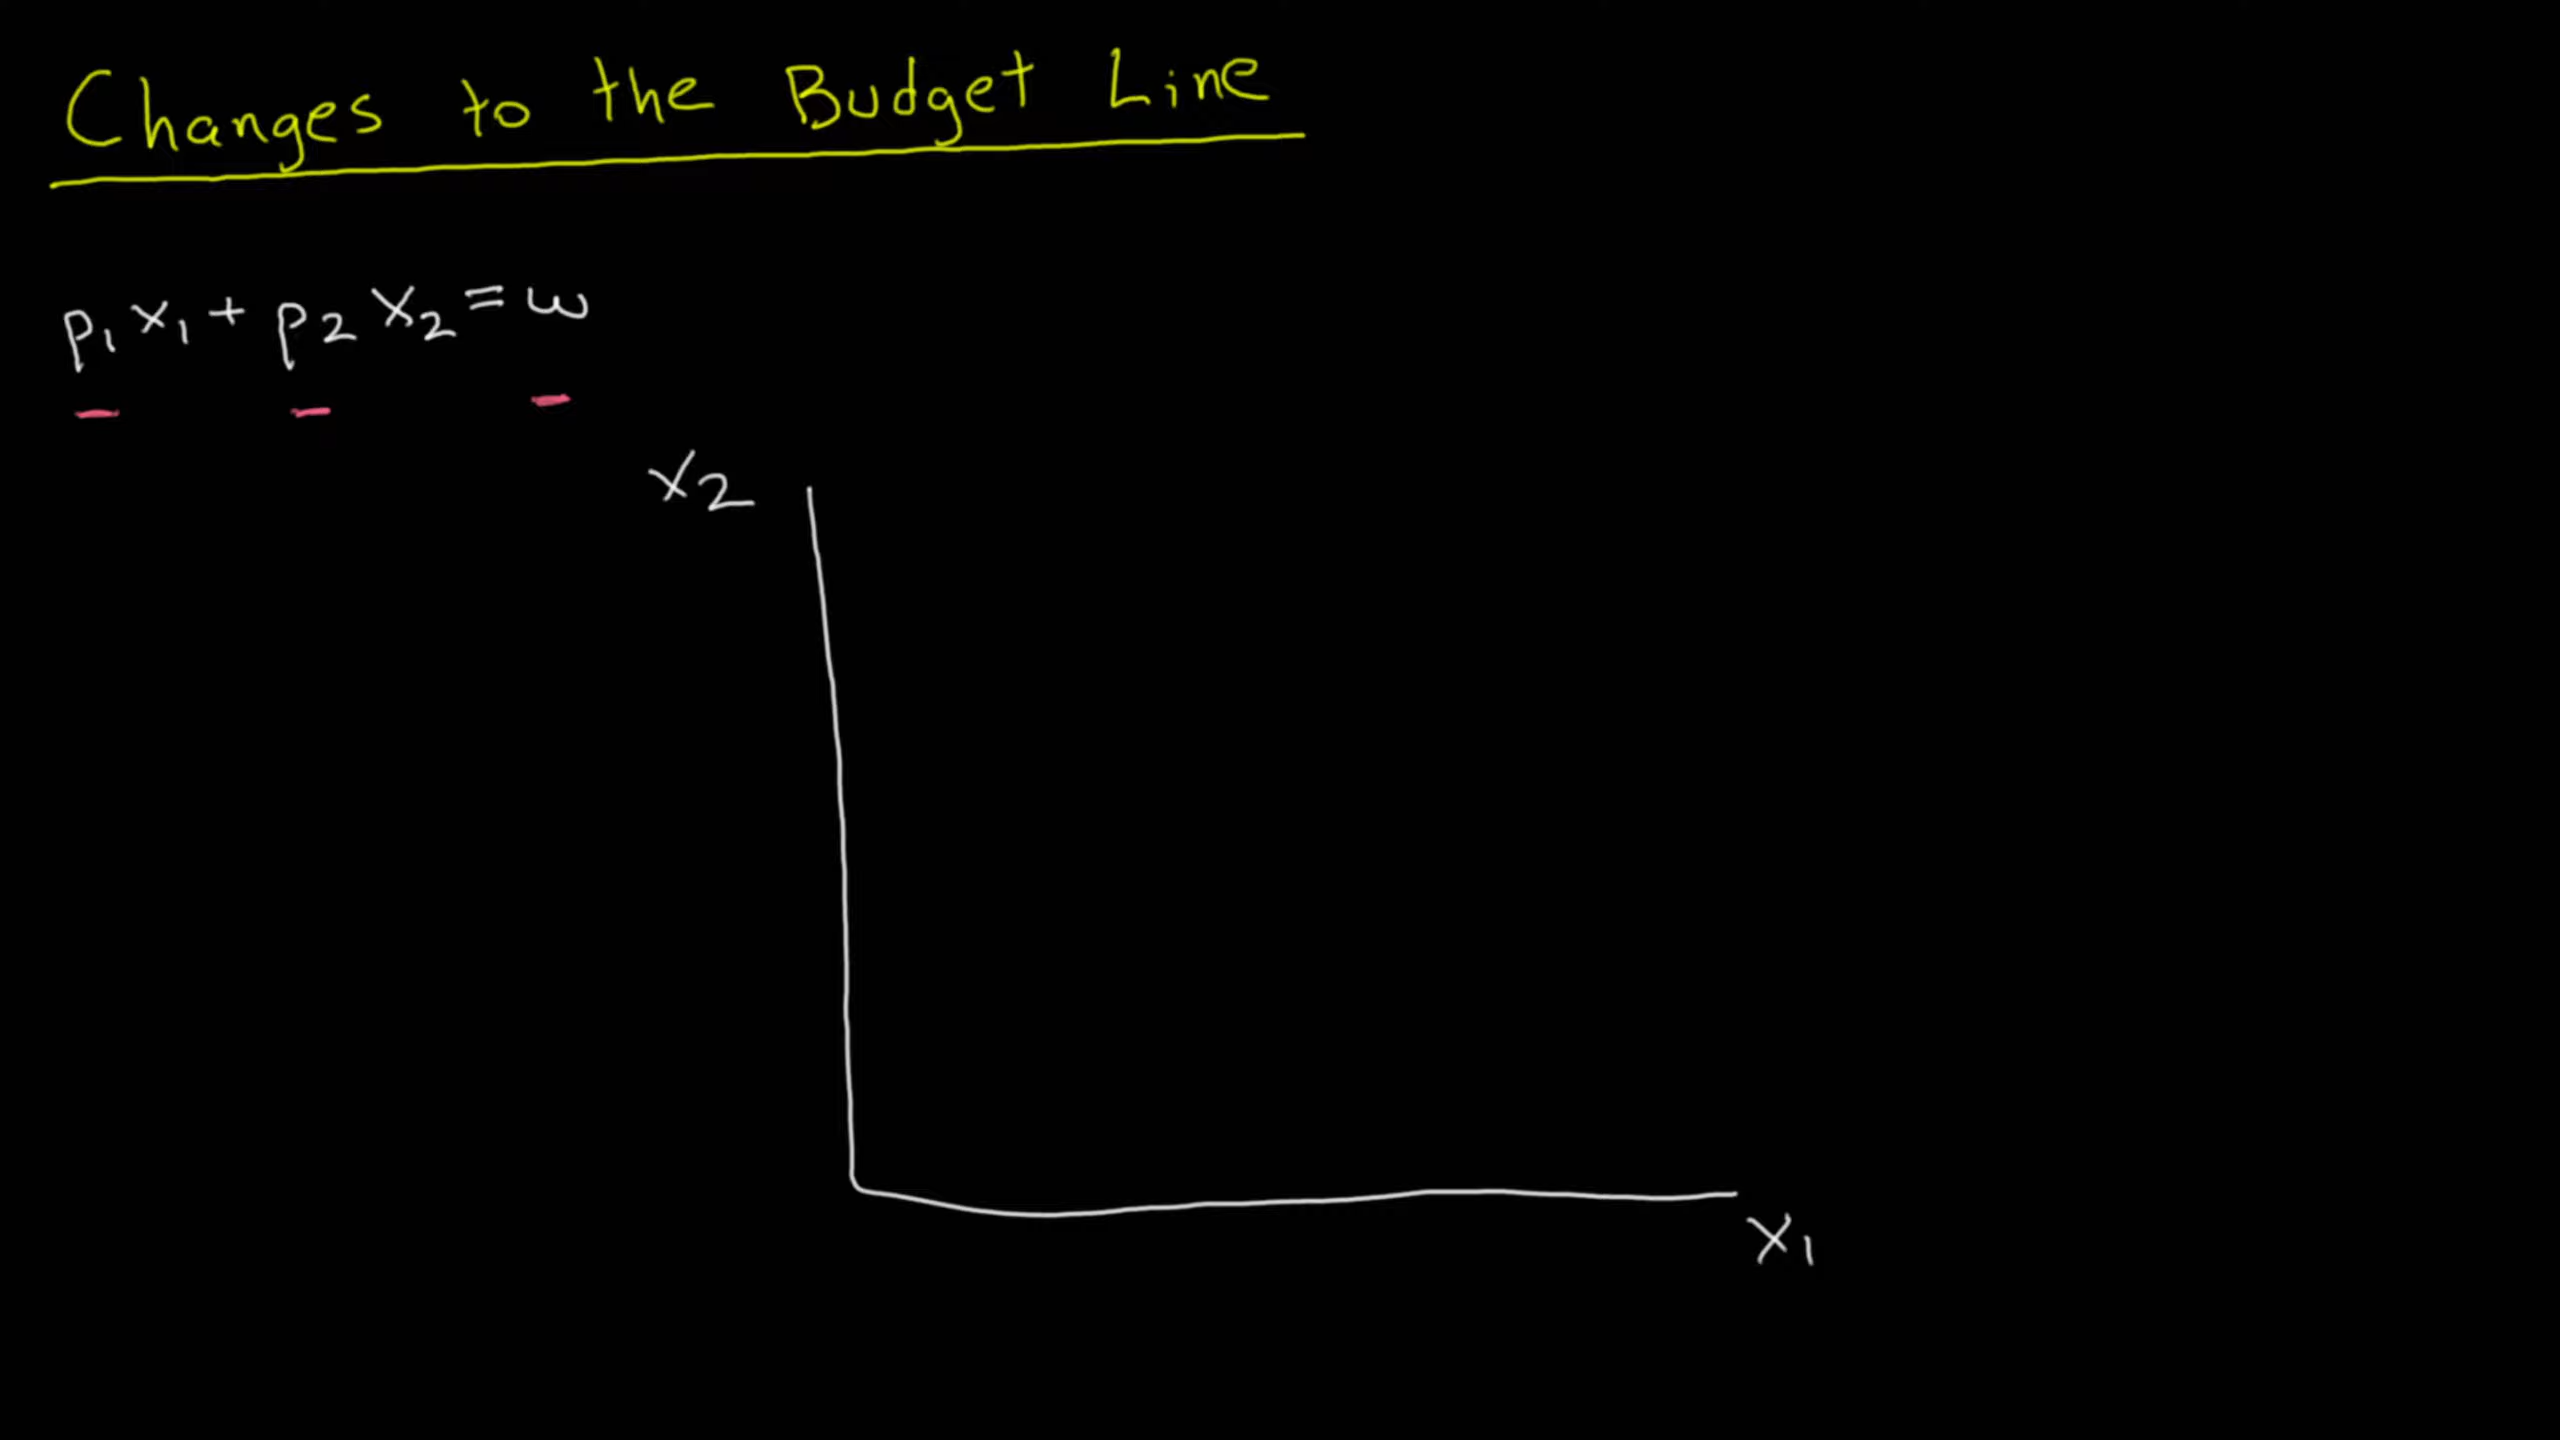 Changes to the Budget Line
p₁x₁ + p₂x₂ = w
x₂
x₁